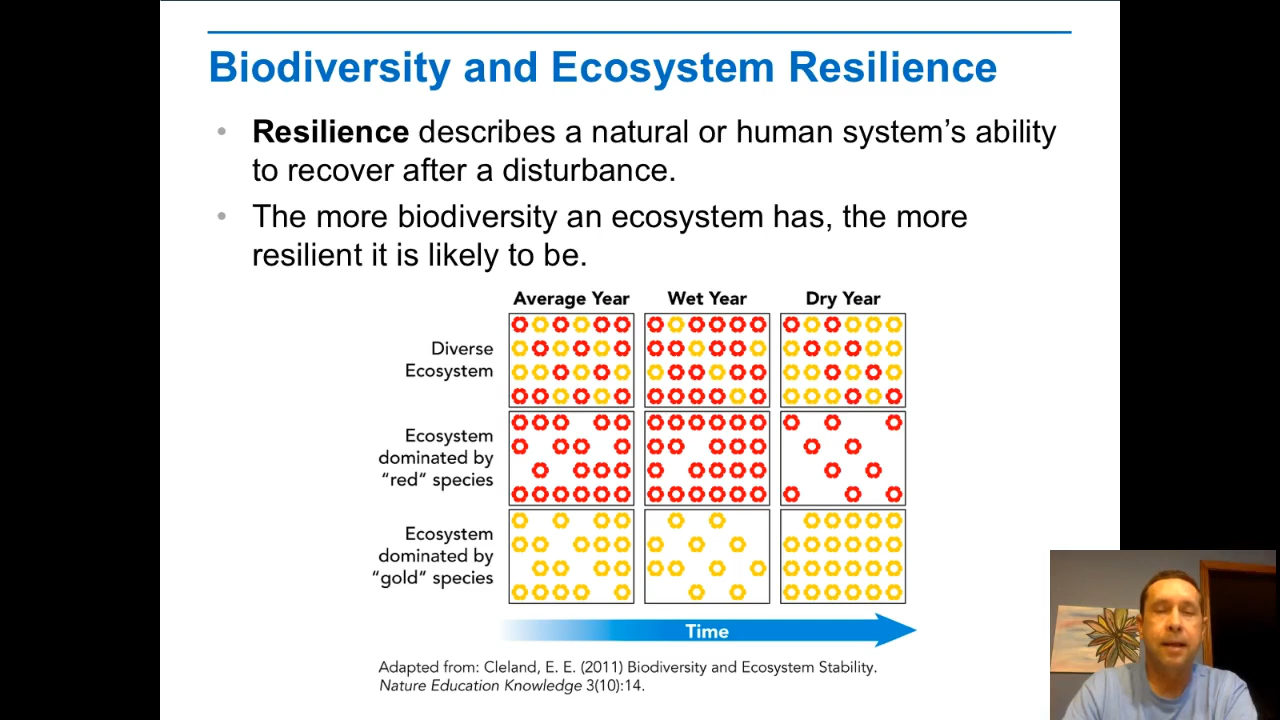 Biodiversity and Ecosystem Resilience
• Resilience describes a natural or human system's ability
to recover after a disturbance.
• The more biodiversity an ecosystem has, the more
resilient it is likely to be.
Average Year Wet Year Dry Year
Diverse
Ecosystem
Ecosystem
dominated by
“red“ species
Ecosystem
dominated by
“gold“ species
Time
Adapted from: Cleland, E. E. (2011) Biodiversity and Ecosystem Stability.
Nature Education Knowledge 3(10):14.